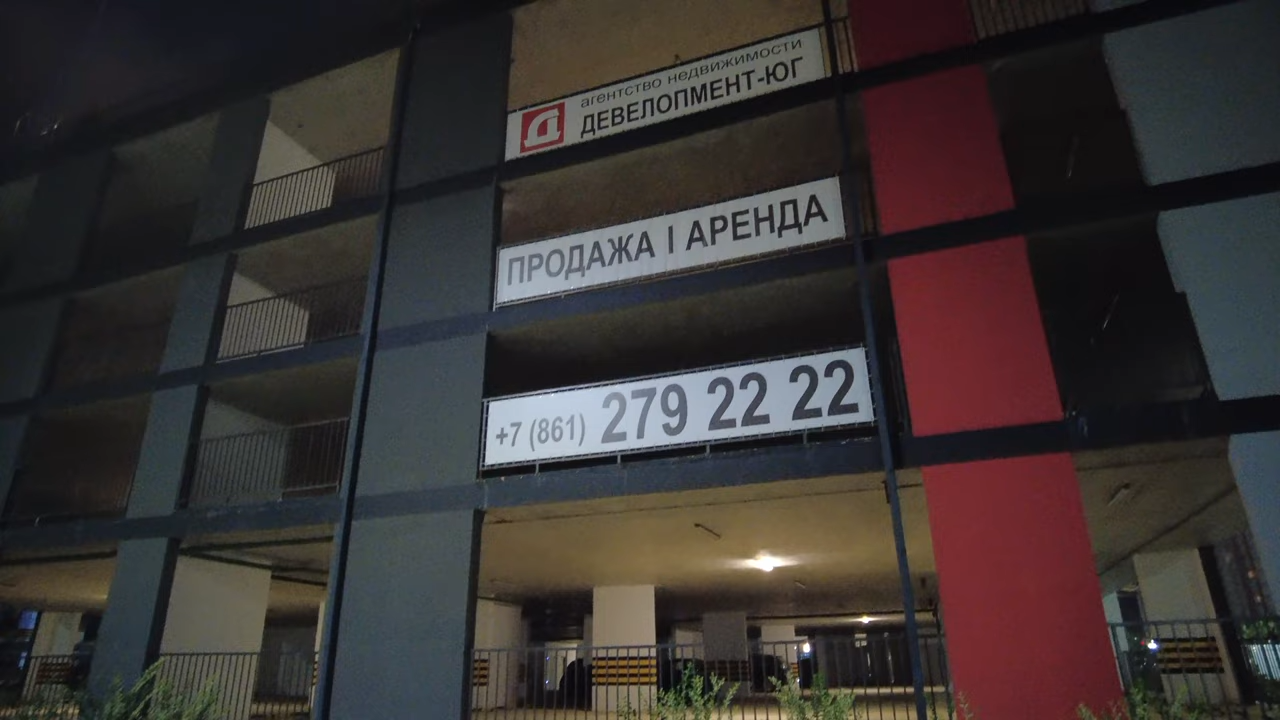 Д
агентство недвижимости
ДЕВЕЛОПМЕНТ-ЮГ
ПРОДАЖА | АРЕНДА
+7 (861) 279 22 22